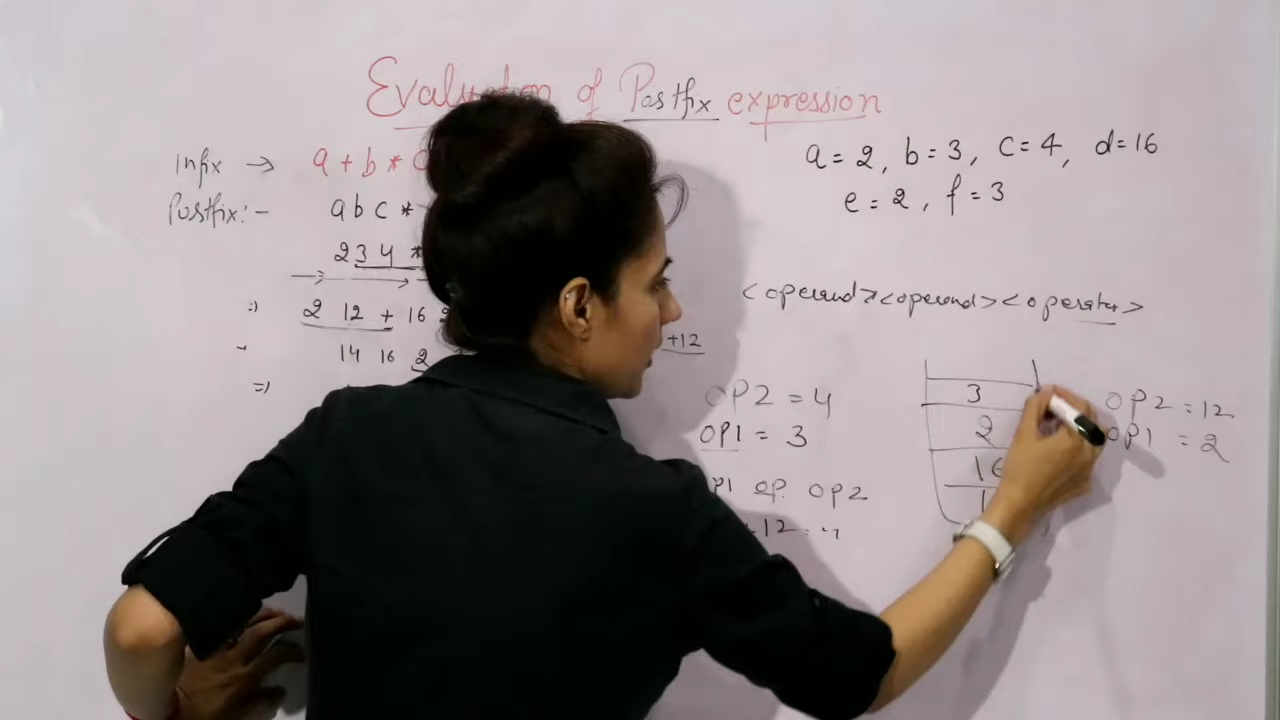 Evaluation of Postfix expression
Infix → a + b *
Postfix:- a b c *
2 3 4 *
=) 2 12 + 16
14 16 2
=)
+12
a = 2, b = 3, c = 4, d = 16
e = 2, f = 3
<operand><operand><operator>
OP2 = 4
OP1 = 3
OP1 OP OP2
3
2
16
OP2 = 12
OP1 = 2